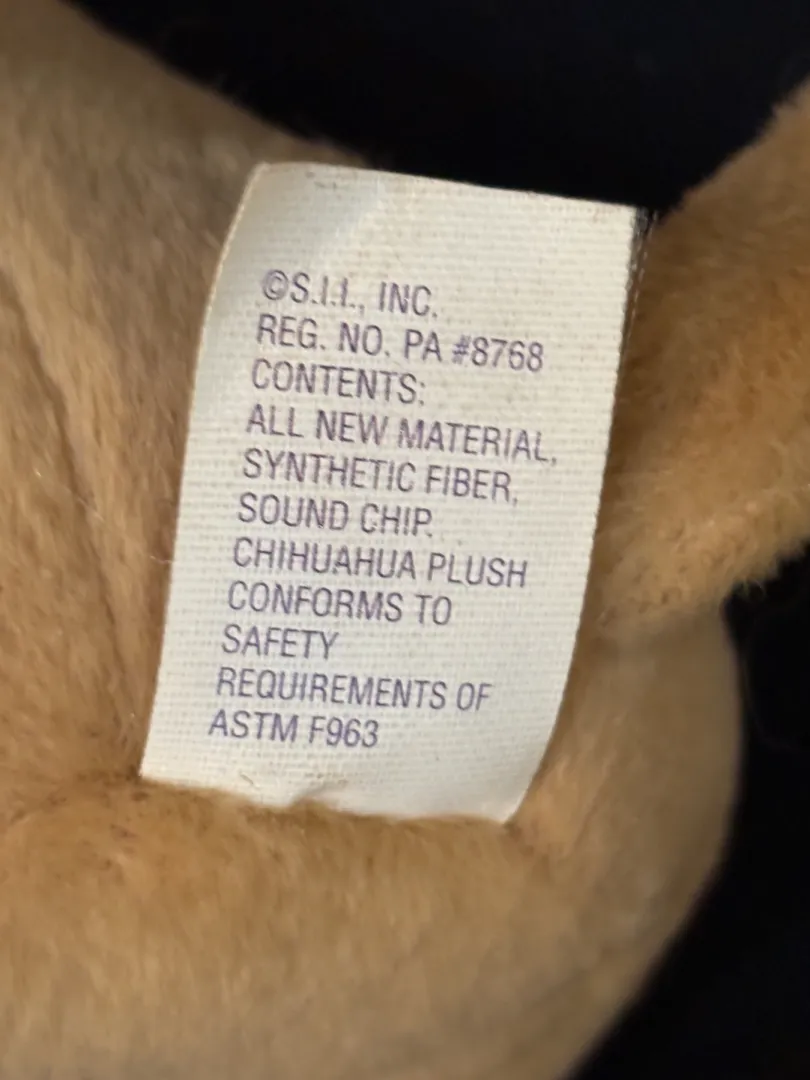 ©S.I.I., INC.
REG. NO. PA #8768
CONTENTS:
ALL NEW MATERIAL,
SYNTHETIC FIBER,
SOUND CHIP.
CHIHUAHUA PLUSH
CONFORMS TO
SAFETY
REQUIREMENTS OF
ASTM F963